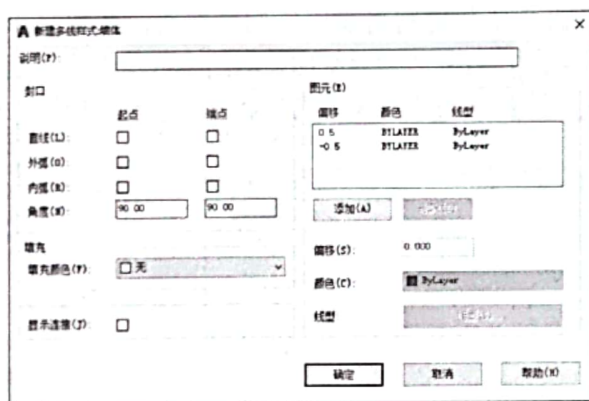 新建多线样式:墙体
说明(P):
封口
起点 端点
直线(L):
外弧(O)
内弧(R):
角度(N): 90.00 90.00
填充
填充颜色(F): 无
显示连接(J):
图元(E)
偏移 颜色 线型
0.5 BYLAYER ByLayer
-0.5 BYLAYER ByLayer
添加(A)
偏移(S): 0.000
颜色(C): ByLayer
线型
确定 取消 帮助(H)